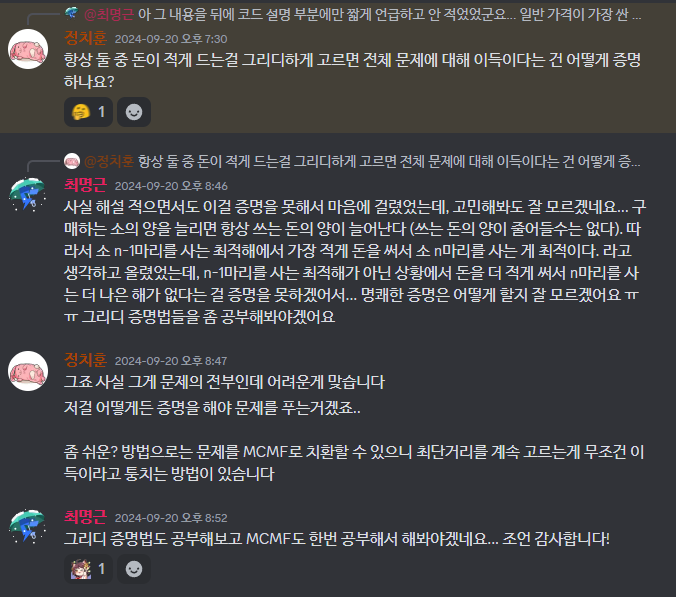 @최명근 아 그 내용을 뒤에 코드 설명 부분에만 짧게 언급하고 안 적었었군요... 일반 가격이 가장 싼 ...
정치훈 2024-09-20 오후 7:30
항상 둘 중 돈이 적게 드는걸 그리디하게 고르면 전체 문제에 대해 이득이다는 건 어떻게 증명
하나요?
1
@정치훈 항상 둘 중 돈이 적게 드는걸 그리디하게 고르면 전체 문제에 대해 이득이다는 건 어떻게 증...
최명근 2024-09-20 오후 8:46
사실 해설 적으면서도 이걸 증명을 못해서 마음에 걸렸었는데, 고민해봐도 잘 모르겠네요... 구
매하는 소의 양을 늘리면 항상 쓰는 돈의 양이 늘어난다 (쓰는 돈의 양이 줄어들수는 없다). 따
라서 소 n-1마리를 사는 최적해에서 가장 적게 돈을 써서 소 n마리를 사는 게 최적이다. 라고
생각하고 올렸었는데, n-1마리를 사는 최적해가 아닌 상황에서 돈을 더 적게 써서 n마리를 사
는 더 나은 해가 없다는 걸 증명을 못하겠어서... 명쾌한 증명은 어떻게 할지 잘 모르겠어요 ㅠ
ㅠ 그리디 증명법들을 좀 공부해봐야겠어요
정치훈 2024-09-20 오후 8:47
그죠 사실 그게 문제의 전부인데 어려운게 맞습니다
저걸 어떻게든 증명을 해야 문제를 푸는거겠죠..
좀 쉬운? 방법으로는 문제를 MCMF로 치환할 수 있으니 최단거리를 계속 고르는게 무조건 이
득이라고 퉁치는 방법이 있습니다
최명근 2024-09-20 오후 8:52
그리디 증명법도 공부해보고 MCMF도 한번 공부해서 해봐야겠네요... 조언 감사합니다!
1